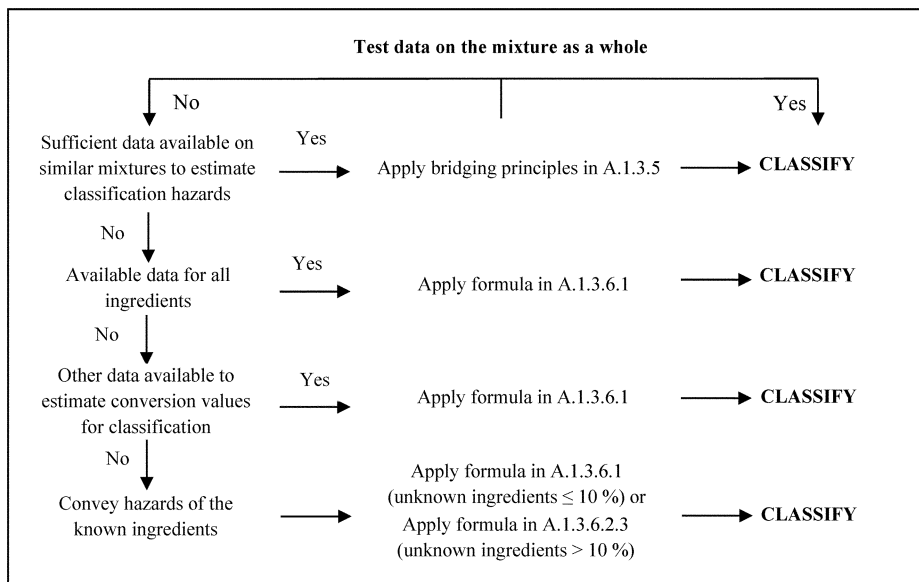 Test data on the mixture as a whole
No
Yes
Sufficient data available on
similar mixtures to estimate
classification hazards
Yes
Apply bridging principles in A.1.3.5
CLASSIFY
No
Available data for all
ingredients
Yes
Apply formula in A.1.3.6.1
CLASSIFY
No
Other data available to
estimate conversion values
for classification
Yes
Apply formula in A.1.3.6.1
CLASSIFY
No
Convey hazards of the
known ingredients
Apply formula in A.1.3.6.1
(unknown ingredients ≤ 10 %) or
Apply formula in A.1.3.6.2.3
(unknown ingredients > 10 %)
CLASSIFY